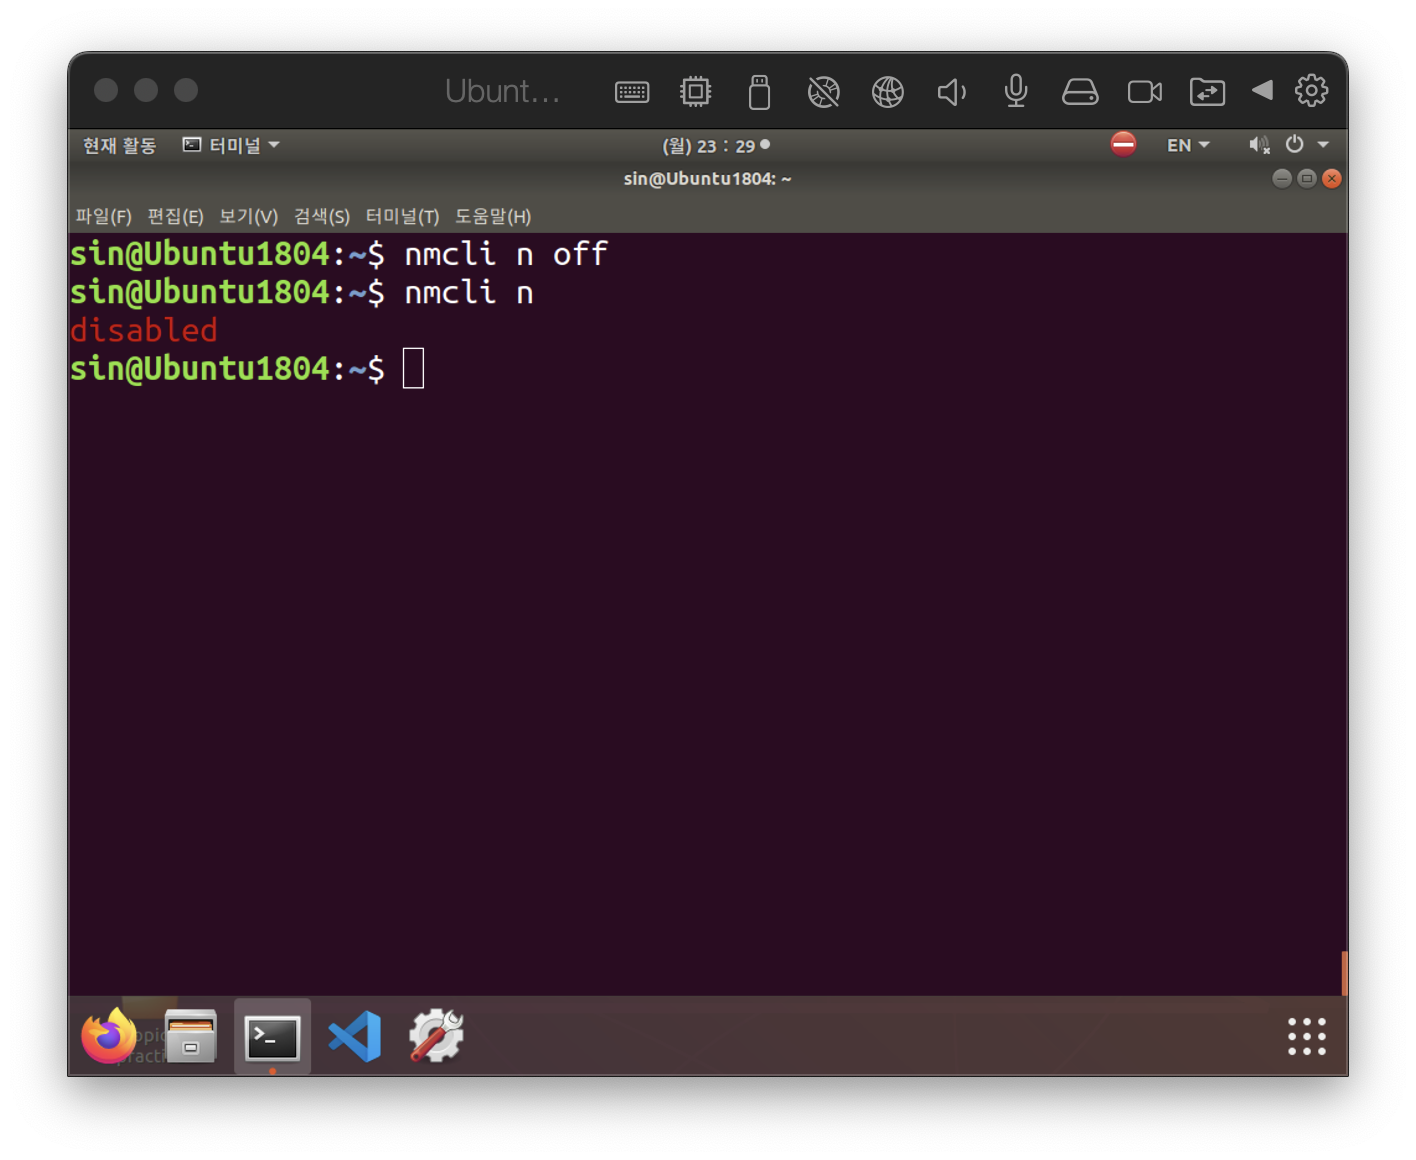 Ubunt...
현재 활동 터미널 (월) 23 : 29 EN
sin@Ubuntu1804: ~
파일(F) 편집(E) 보기(V) 검색(S) 터미널(T) 도움말(H)
sin@Ubuntu1804:~$ nmcli n off
sin@Ubuntu1804:~$ nmcli n
disabled
sin@Ubuntu1804:~$